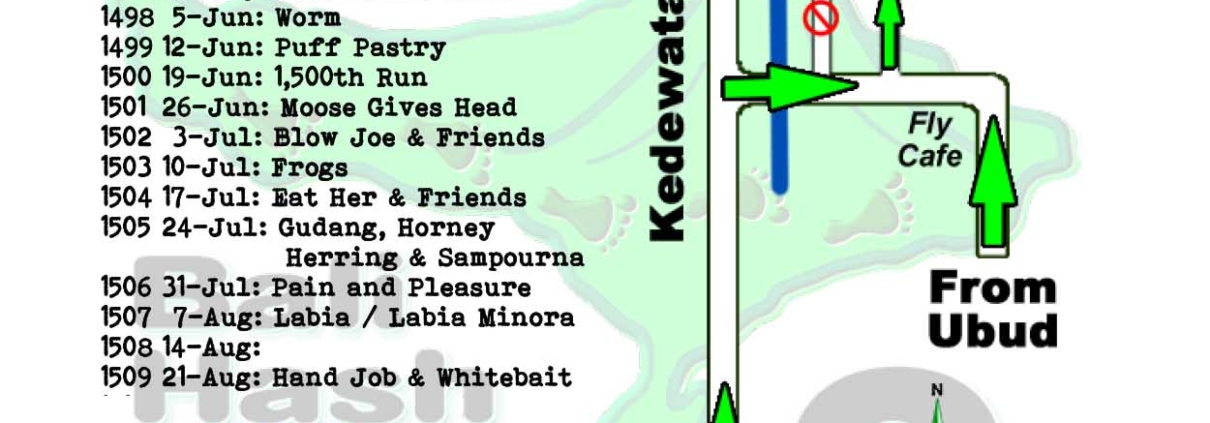 1498 5-Jun: Worm
1499 12-Jun: Puff Pastry
1500 19-Jun: 1,500th Run
1501 26-Jun: Moose Gives Head
1502 3-Jul: Blow Joe & Friends
1503 10-Jul: Frogs
1504 17-Jul: Eat Her & Friends
1505 24-Jul: Gudang, Horney
Herring & Sampourna
1506 31-Jul: Pain and Pleasure
1507 7-Aug: Labia / Labia Minora
1508 14-Aug:
1509 21-Aug: Hand Job & Whitebait
Bali
Hash
Kedewata
Fly
Cafe
From
Ubud
N